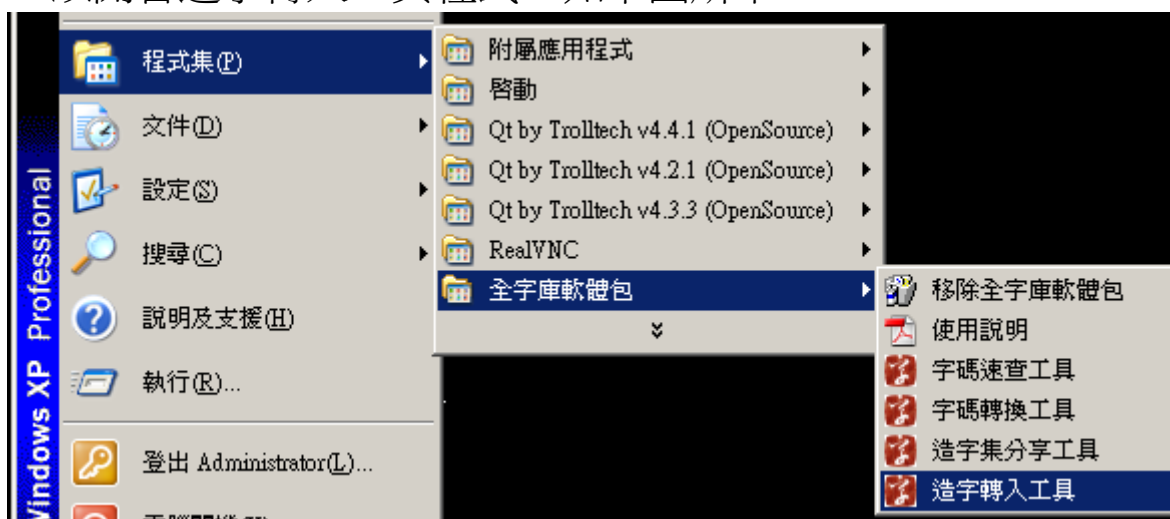 程式集(P)
文件(D)
設定(S)
搜尋(C)
說明及支援(H)
執行(R)...
登出 Administrator(L)...
附屬應用程式
啓動
Qt by Trolltech v4.4.1 (OpenSource)
Qt by Trolltech v4.2.1 (OpenSource)
Qt by Trolltech v4.3.3 (OpenSource)
RealVNC
全字庫軟體包
移除全字庫軟體包
使用說明
字碼速查工具
字碼轉換工具
造字集分享工具
造字轉入工具
Windows XP Professional